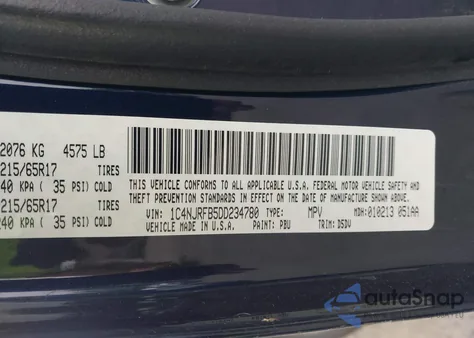 2076 KG 4575 LB
215/65R17 TIRES
40 KPA ( 35 PSI) COLD
215/65R17 TIRES
240 KPA ( 35 PSI) COLD
THIS VEHICLE CONFORMS TO ALL APPLICABLE U.S.A. FEDERAL MOTOR VEHICLE SAFETY AND
THEFT PREVENTION STANDARDS IN EFFECT ON THE DATE OF MANUFACTURE SHOWN ABOVE.
VIN: 1C4NJRFB5DD234780 TYPE: MPV MDH: 010213 051AA
VEHICLE MADE IN U.S.A. PAINT: PBU TRIM: D5DV
autoSnap